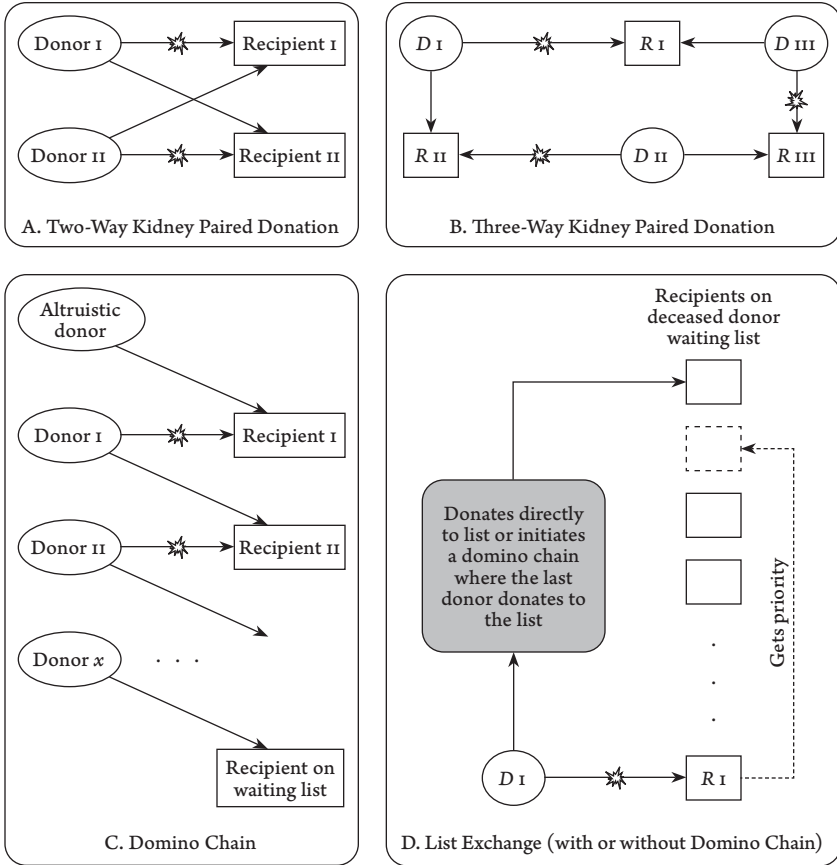 Donor I
Recipient I
Donor II
Recipient II
A. Two-Way Kidney Paired Donation
D I
R I
D III
R II
D II
R III
B. Three-Way Kidney Paired Donation
Altruistic
donor
Donor I
Recipient I
Donor II
Recipient II
Donor x
. . .
Recipient on
waiting list
C. Domino Chain
Recipients on
deceased donor
waiting list
Donates directly
to list or initiates
a domino chain
where the last
donor donates to
the list
Gets priority
.
.
.
D I
R I
D. List Exchange (with or without Domino Chain)